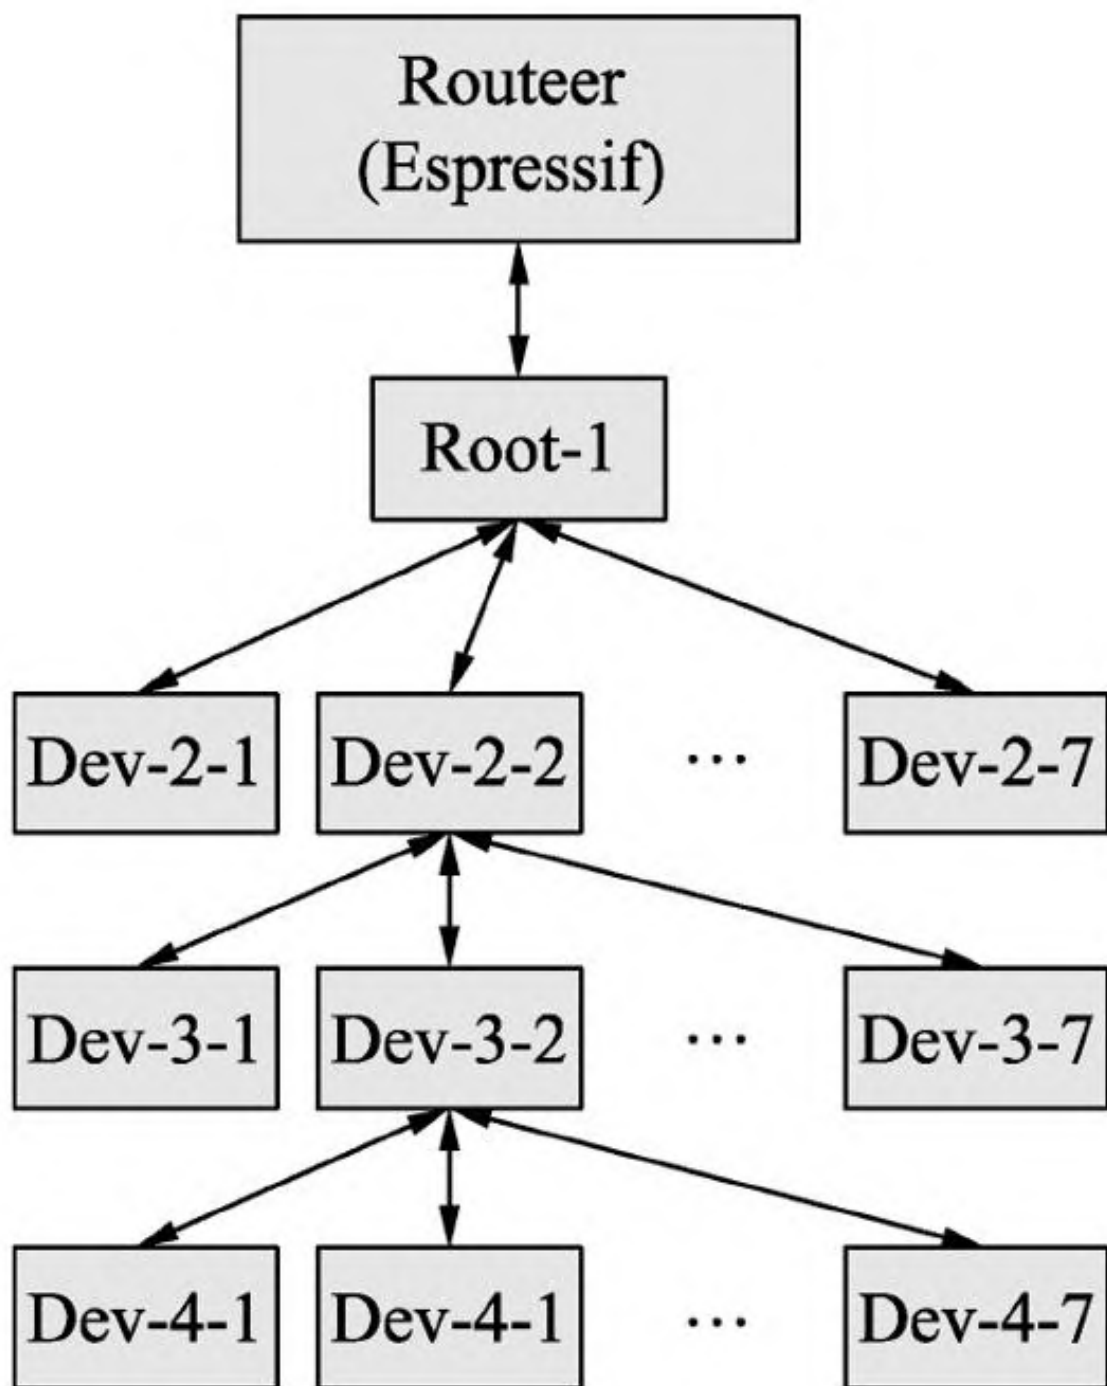 Routeer
(Espressif)
Root-1
Dev-2-1 Dev-2-2 ... Dev-2-7
Dev-3-1 Dev-3-2 ... Dev-3-7
Dev-4-1 Dev-4-1 ... Dev-4-7